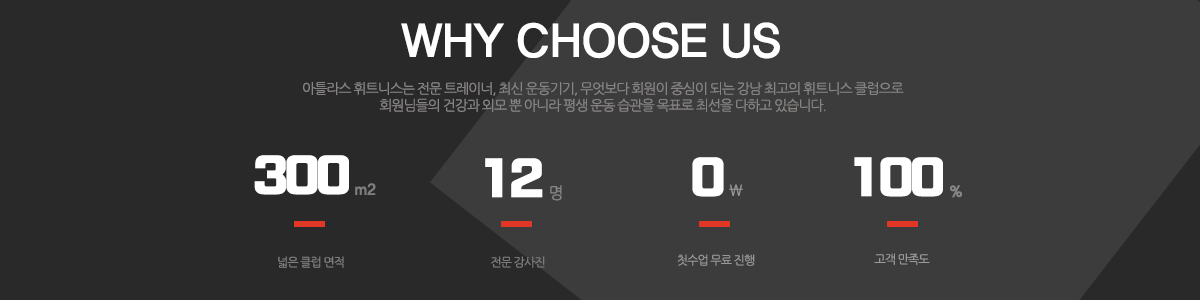 WHY CHOOSE US
아틀라스 휘트니스는 전문 트레이너, 최신 운동기기, 무엇보다 회원이 중심이 되는 강남 최고의 휘트니스 클럽으로
회원님들의 건강과 외모 뿐 아니라 평생 운동 습관을 목표로 최선을 다하고 있습니다.
300 m2
12 명
0 ₩
100 %
넓은 클럽 면적
전문 강사진
첫수업 무료 진행
고객 만족도